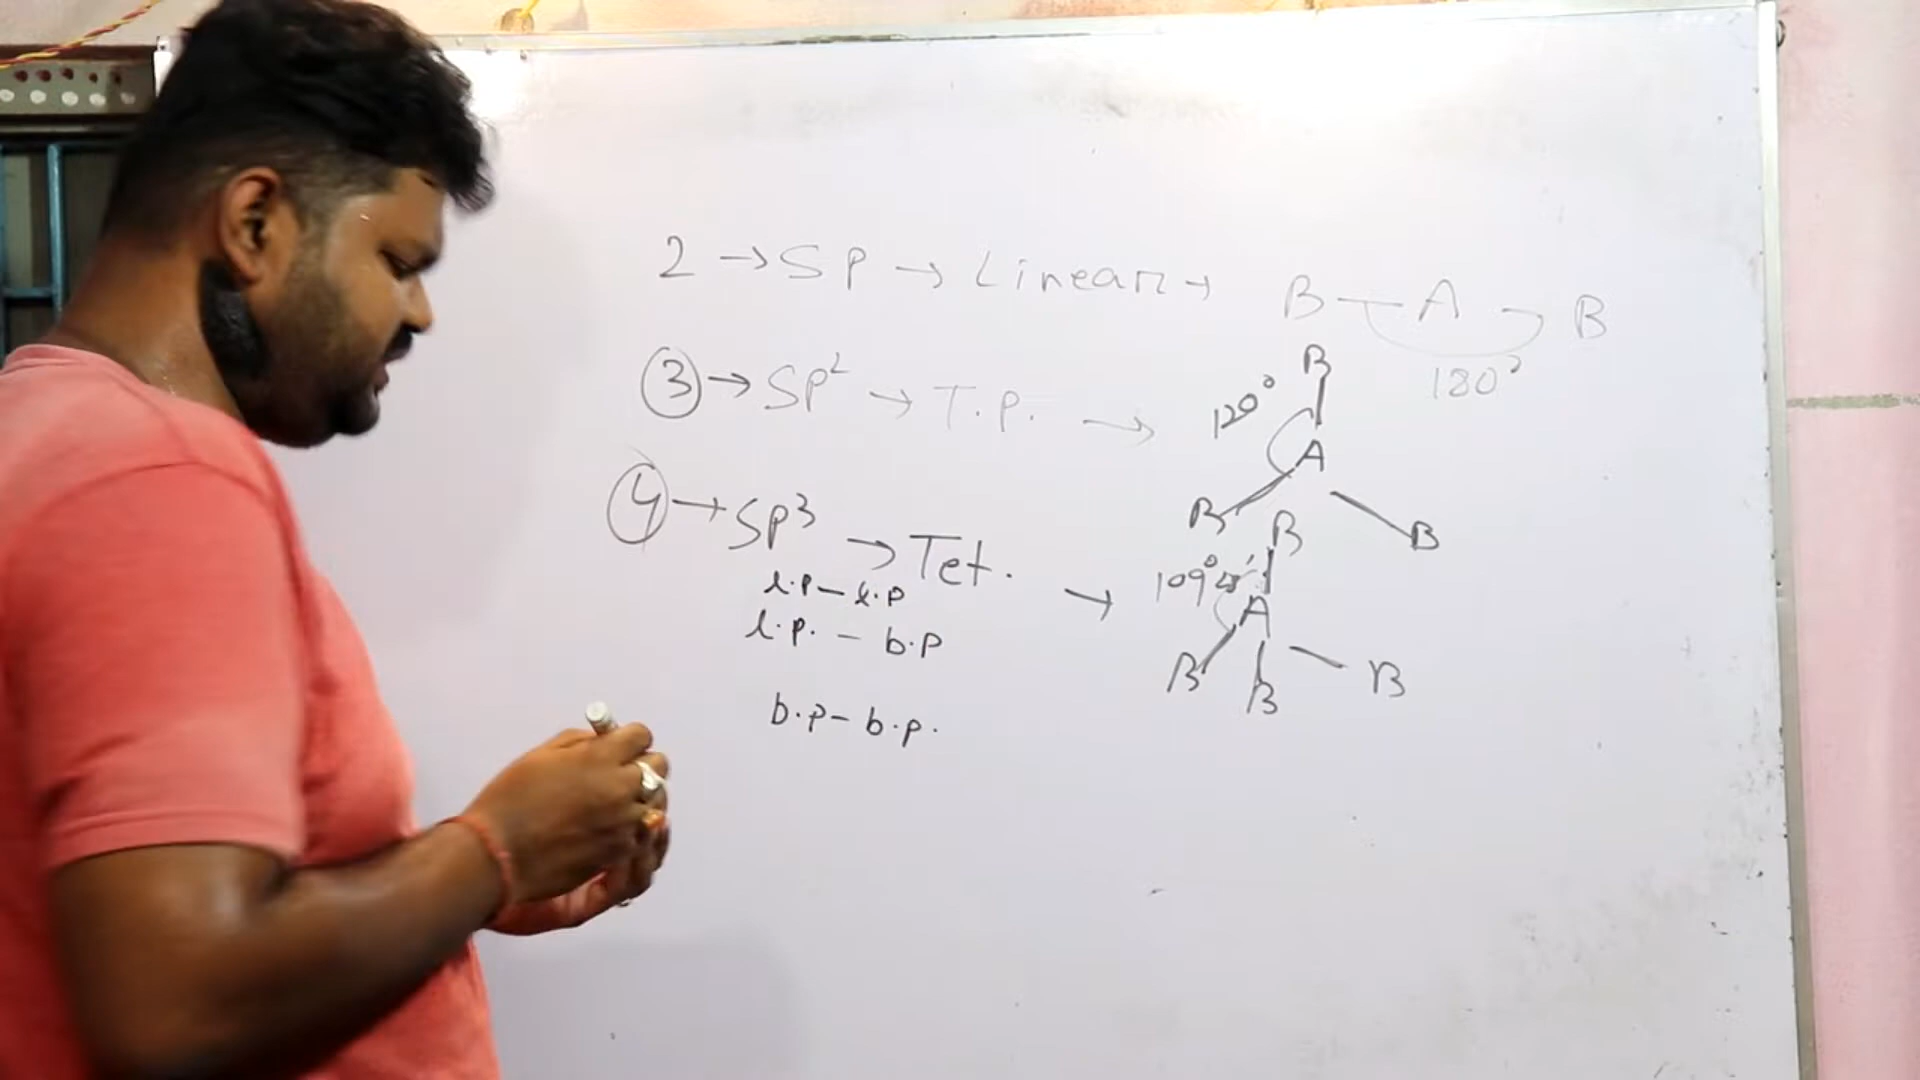 2 → SP → Linear → B — A — B
180°
3 → SP² → T.P. →
B
120°
A
B B
4 → SP³ → Tet. →
B
109°28'
A
B B B
l.p – l.p
l.p. – b.p
b.p – b.p.